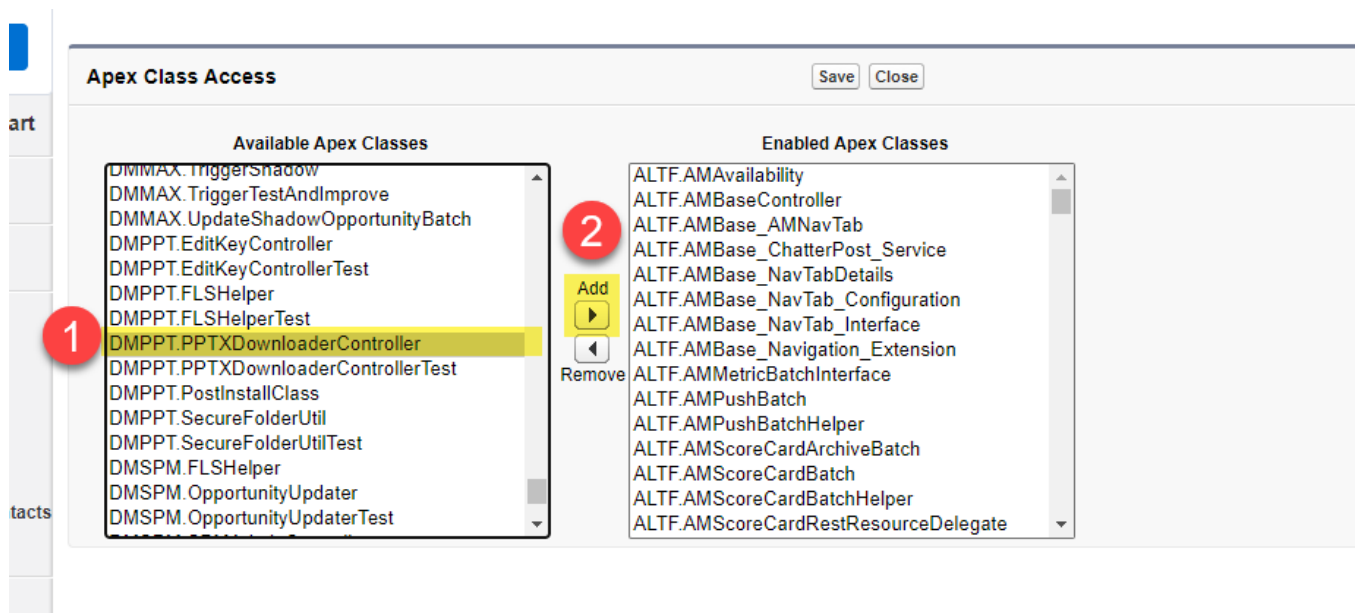 art
tacts
Apex Class Access
Save Close
Available Apex Classes
DMMAX.TriggerShadow
DMMAX.TriggerTestAndImprove
DMMAX.UpdateShadowOpportunityBatch
DMPPT.EditKeyController
DMPPT.EditKeyControllerTest
DMPPT.FLSHelper
DMPPT.FLSHelperTest
1
DMPPT.PPTXDownloaderController
DMPPT.PPTXDownloaderControllerTest
DMPPT.PostInstallClass
DMPPT.SecureFolderUtil
DMPPT.SecureFolderUtilTest
DMSPM.FLSHelper
DMSPM.OpportunityUpdater
DMSPM.OpportunityUpdaterTest
2
Add
Remove
Enabled Apex Classes
ALTF.AMAvailability
ALTF.AMBaseController
ALTF.AMBase_AMNavTab
ALTF.AMBase_ChatterPost_Service
ALTF.AMBase_NavTabDetails
ALTF.AMBase_NavTab_Configuration
ALTF.AMBase_NavTab_Interface
ALTF.AMBase_Navigation_Extension
ALTF.AMMetricBatchInterface
ALTF.AMPushBatch
ALTF.AMPushBatchHelper
ALTF.AMScoreCardArchiveBatch
ALTF.AMScoreCardBatch
ALTF.AMScoreCardBatchHelper
ALTF.AMScoreCardRestResourceDelegate